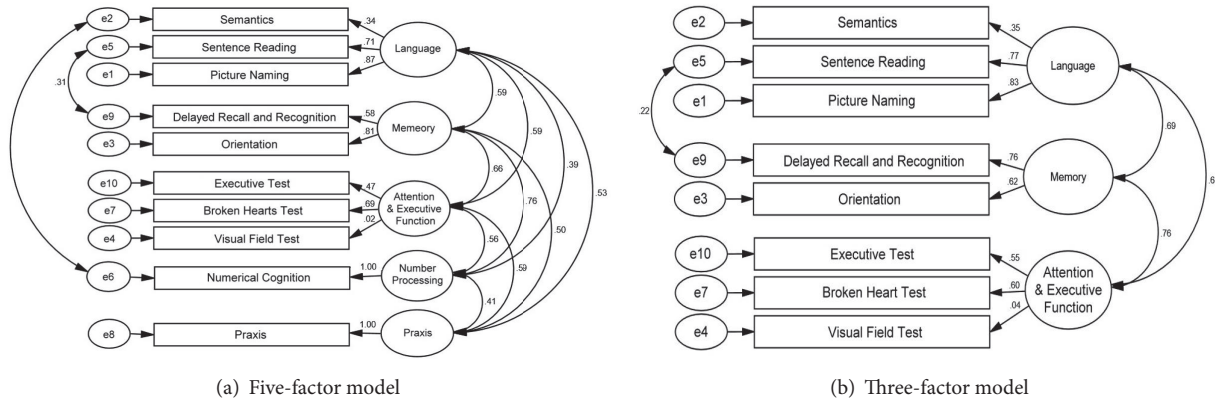 e2
Semantics
.34
e5
Sentence Reading
.71
Language
e1
Picture Naming
.87
.31
.59
e9
Delayed Recall and Recognition
.58
.59
Memeory
e3
Orientation
.81
.39
.66
.53
e10
Executive Test
.47
.76
Attention
& Executive
Function
e7
Broken Hearts Test
.69
.50
e4
Visual Field Test
.02
.56
e6
Numerical Cognition
1.00
Number
Processing
.59
.41
e8
Praxis
1.00
Praxis
(a) Five-factor model
e2
Semantics
.35
e5
Sentence Reading
.77
Language
e1
Picture Naming
.83
.22
.69
e9
Delayed Recall and Recognition
.76
Memory
.6
e3
Orientation
.62
.76
e10
Executive Test
.55
Attention
& Executive
Function
e7
Broken Heart Test
.60
e4
Visual Field Test
.04
(b) Three-factor model